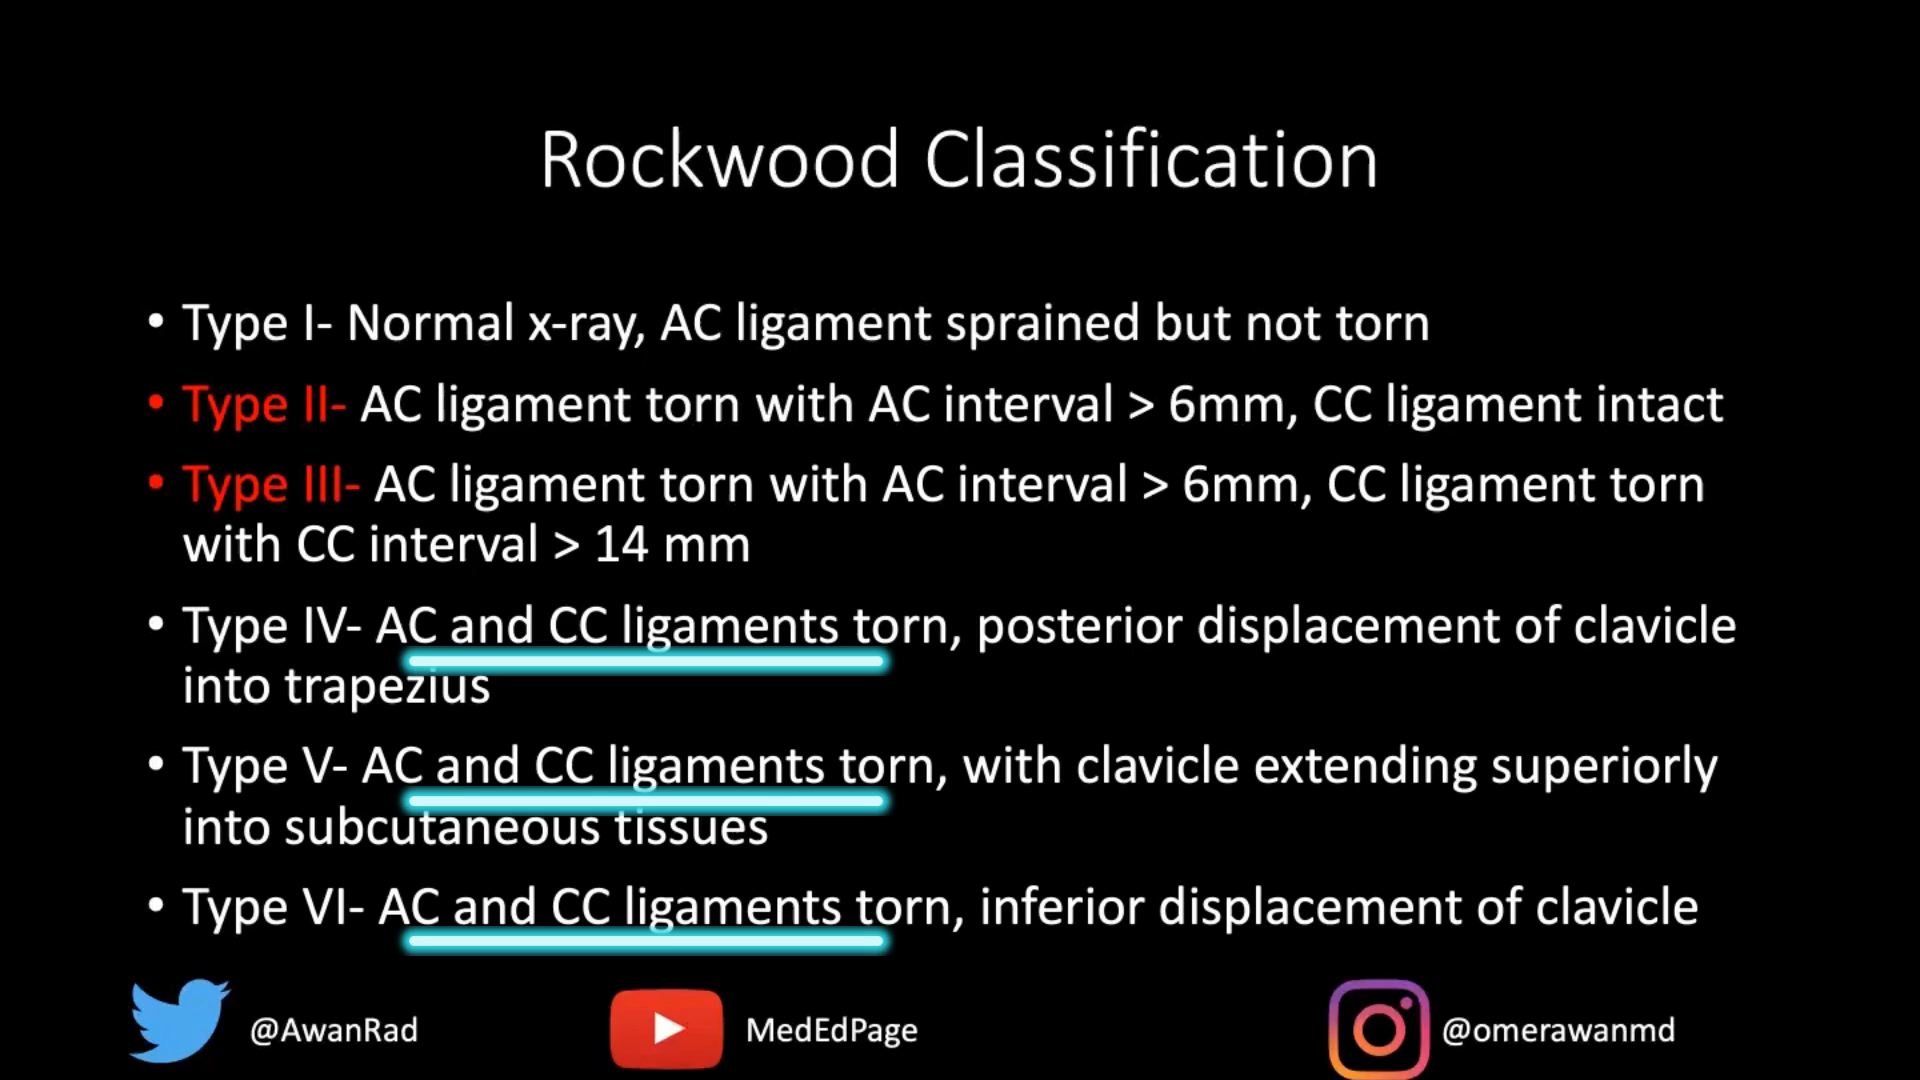 Rockwood Classification
• Type I- Normal x-ray, AC ligament sprained but not torn
• Type II- AC ligament torn with AC interval > 6mm, CC ligament intact
• Type III- AC ligament torn with AC interval > 6mm, CC ligament torn
with CC interval > 14 mm
• Type IV- AC and CC ligaments torn, posterior displacement of clavicle
into trapezius
• Type V- AC and CC ligaments torn, with clavicle extending superiorly
into subcutaneous tissues
• Type VI- AC and CC ligaments torn, inferior displacement of clavicle
@AwanRad MedEdPage @omerawanmd